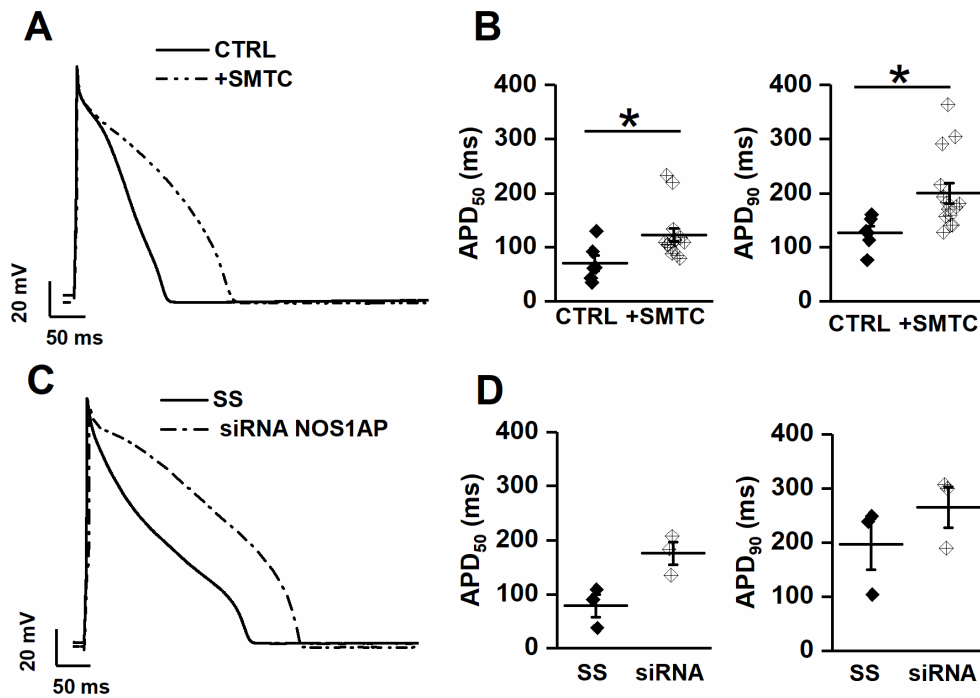 A
CTRL
+SMTC
20 mV
50 ms
B
APD50 (ms)
400
300
200
100
0
CTRL +SMTC
*
APD90 (ms)
400
300
200
100
0
CTRL +SMTC
*
C
SS
siRNA NOS1AP
20 mV
50 ms
D
APD50 (ms)
400
300
200
100
0
SS siRNA
APD90 (ms)
400
300
200
100
0
SS siRNA